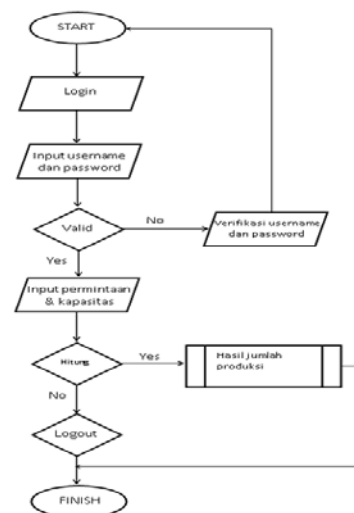 START
Login
Input username
dan password
Valid
No
Verifikasi username
dan password
Yes
Input permintaan
& kapasitas
Hitung
Yes
Hasil jumlah
produksi
No
Logout
FINISH